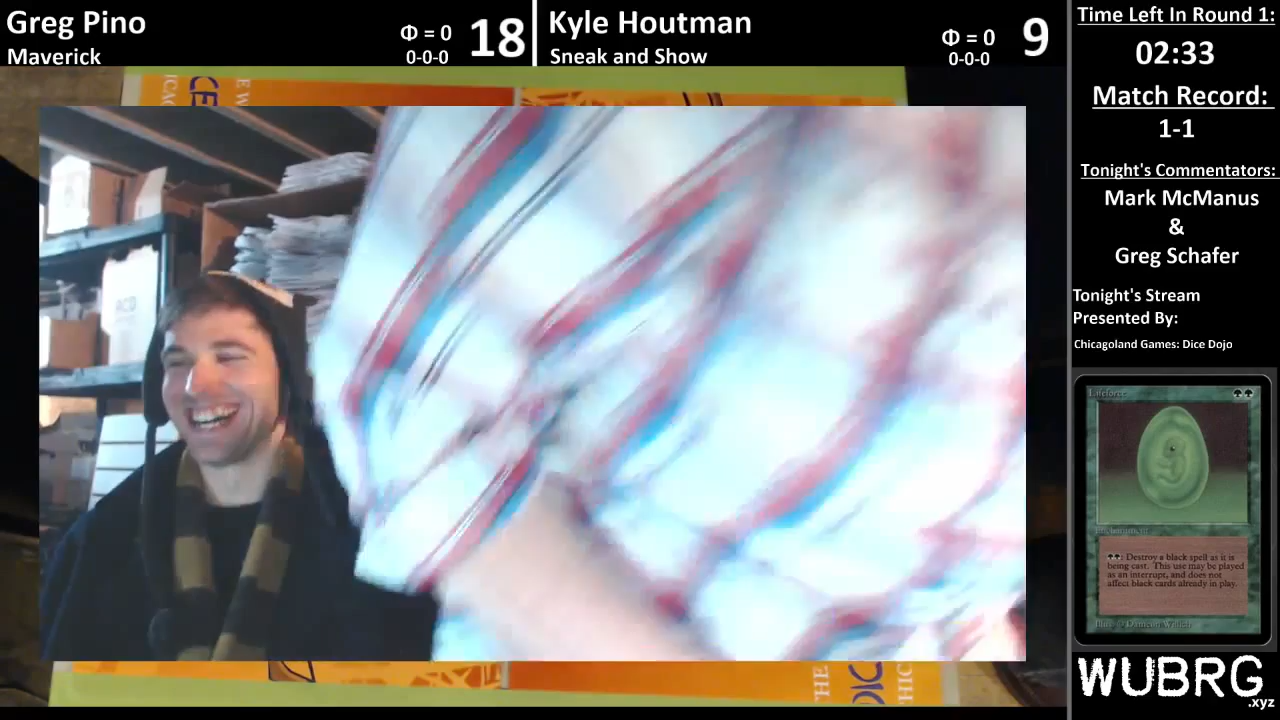 Greg Pino
Maverick
Φ = 0
0-0-0
18
Kyle Houtman
Sneak and Show
Φ = 0
0-0-0
9
Time Left In Round 1:
02:33
Match Record:
1-1
Tonight's Commentators:
Mark McManus
&
Greg Schafer
Tonight's Stream
Presented By:
Chicagoland Games: Dice Dojo
Lifeforce
Enchantment
: Destroy a black spell as it is
being cast. This use may be played
as an interrupt, and does not
affect black cards already in play.
WUBRG
.xyz
THE